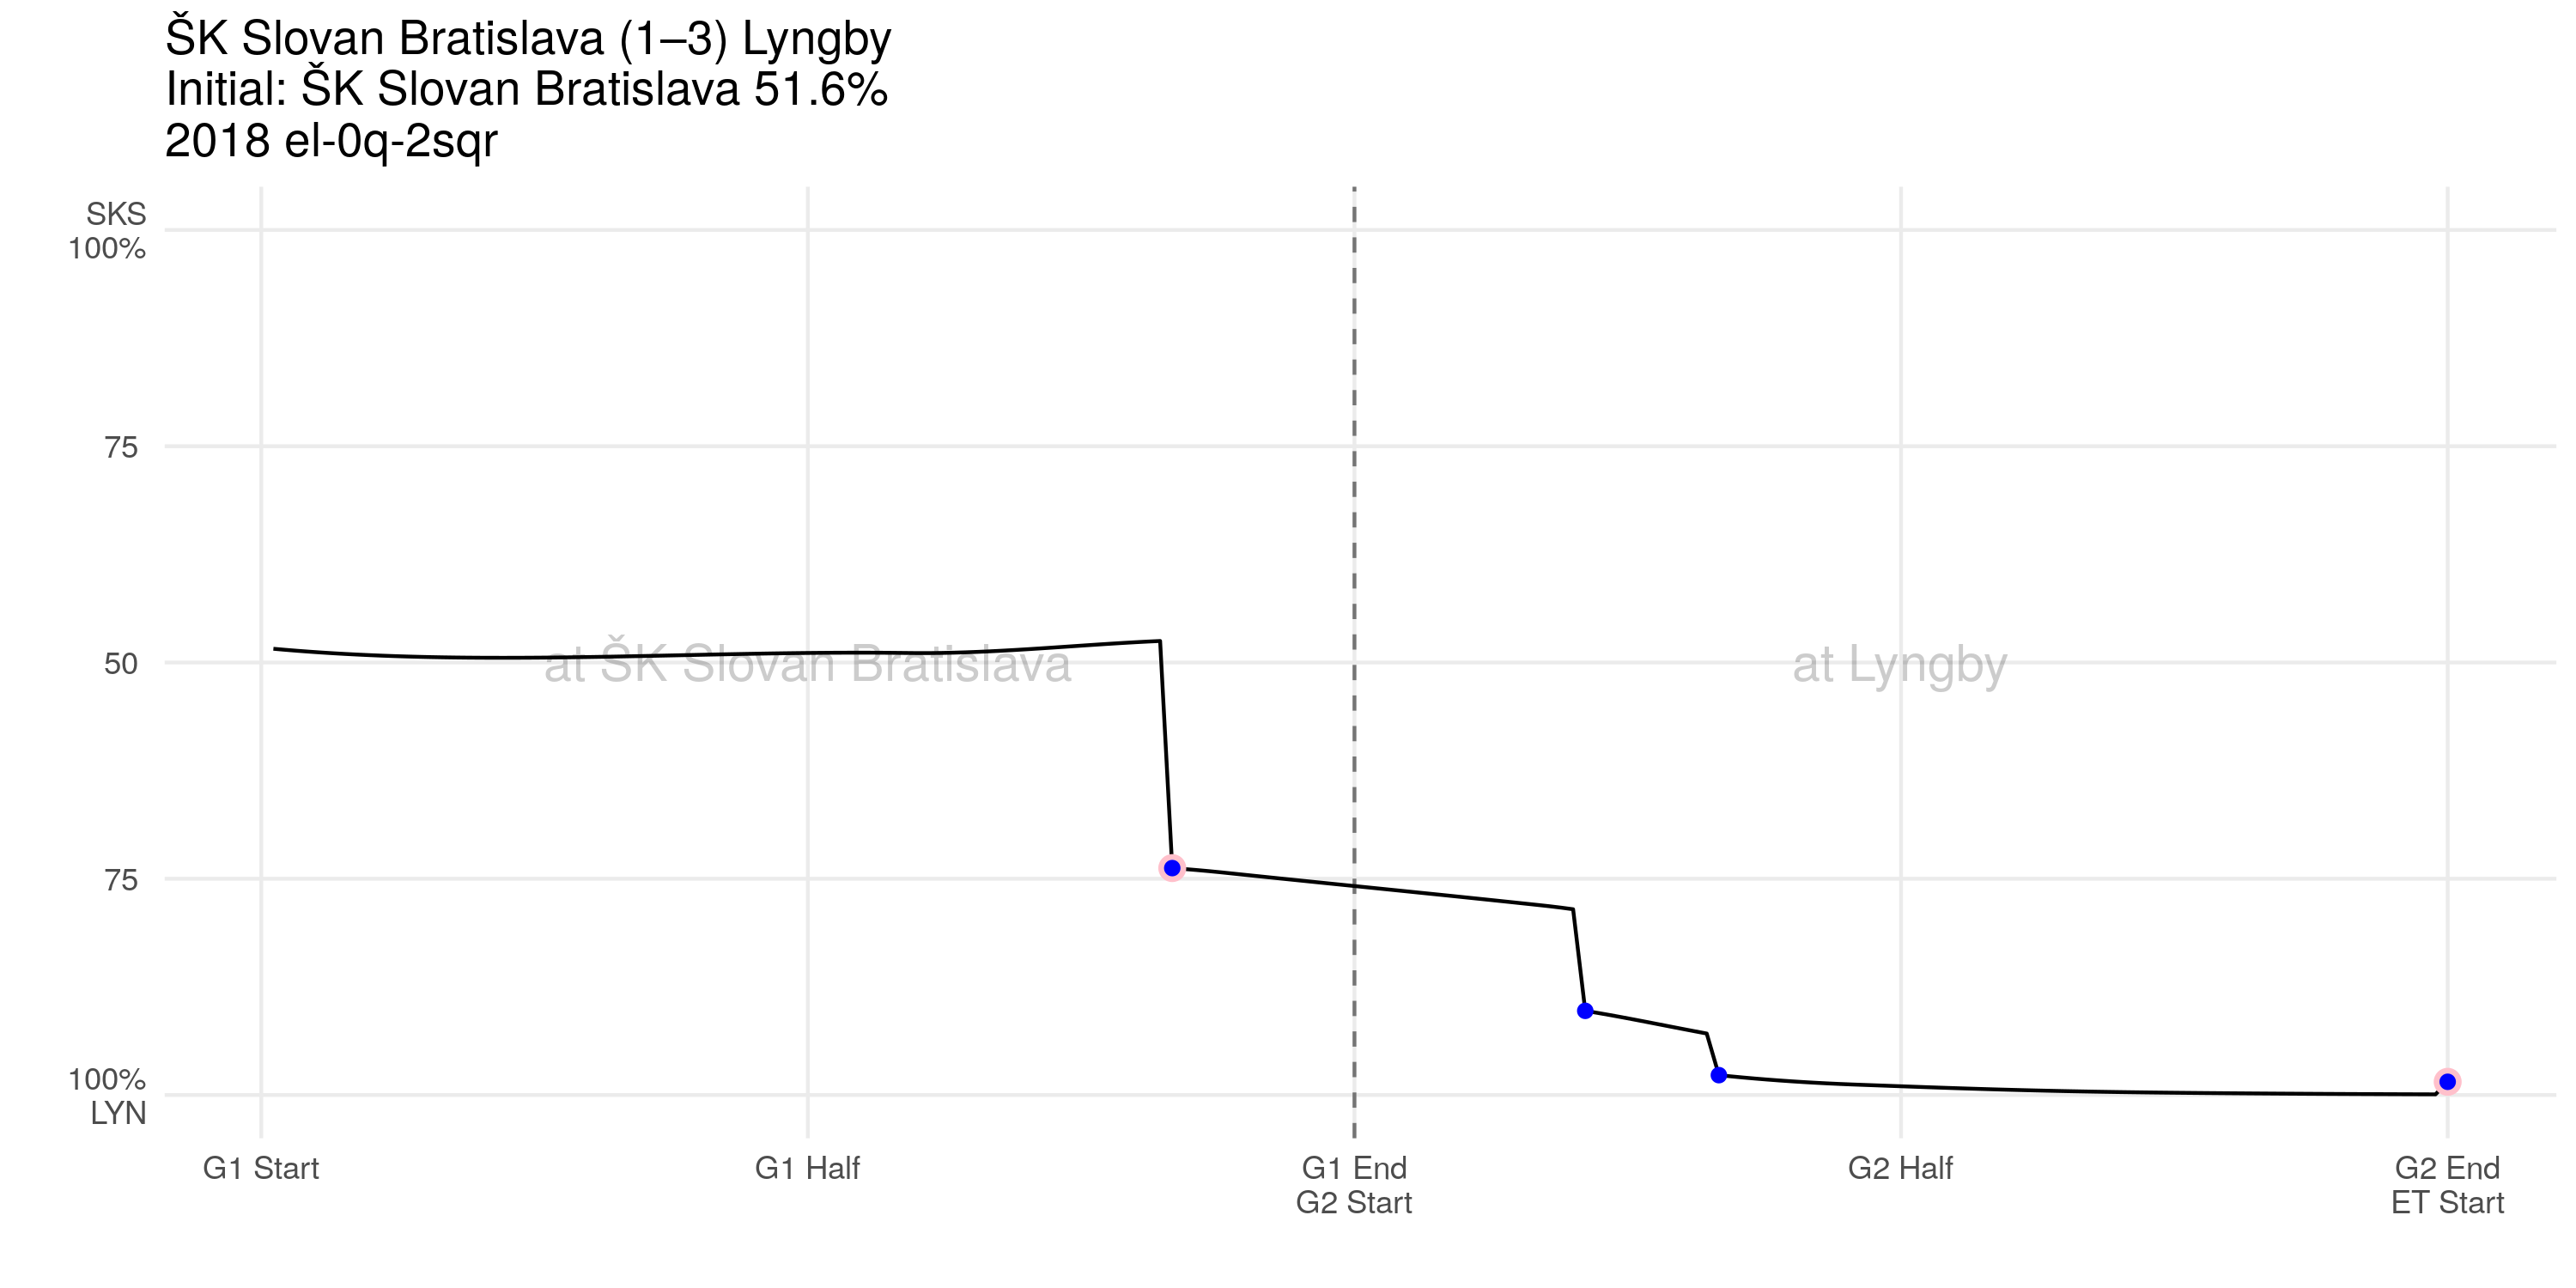 ŠK Slovan Bratislava (1–3) Lyngby
Initial: ŠK Slovan Bratislava 51.6%
2018 el-0q-2sqr
SKS
100%
75
50
75
100%
LYN
at ŠK Slovan Bratislava
at Lyngby
G1 Start
G1 Half
G1 End
G2 Start
G2 Half
G2 End
ET Start